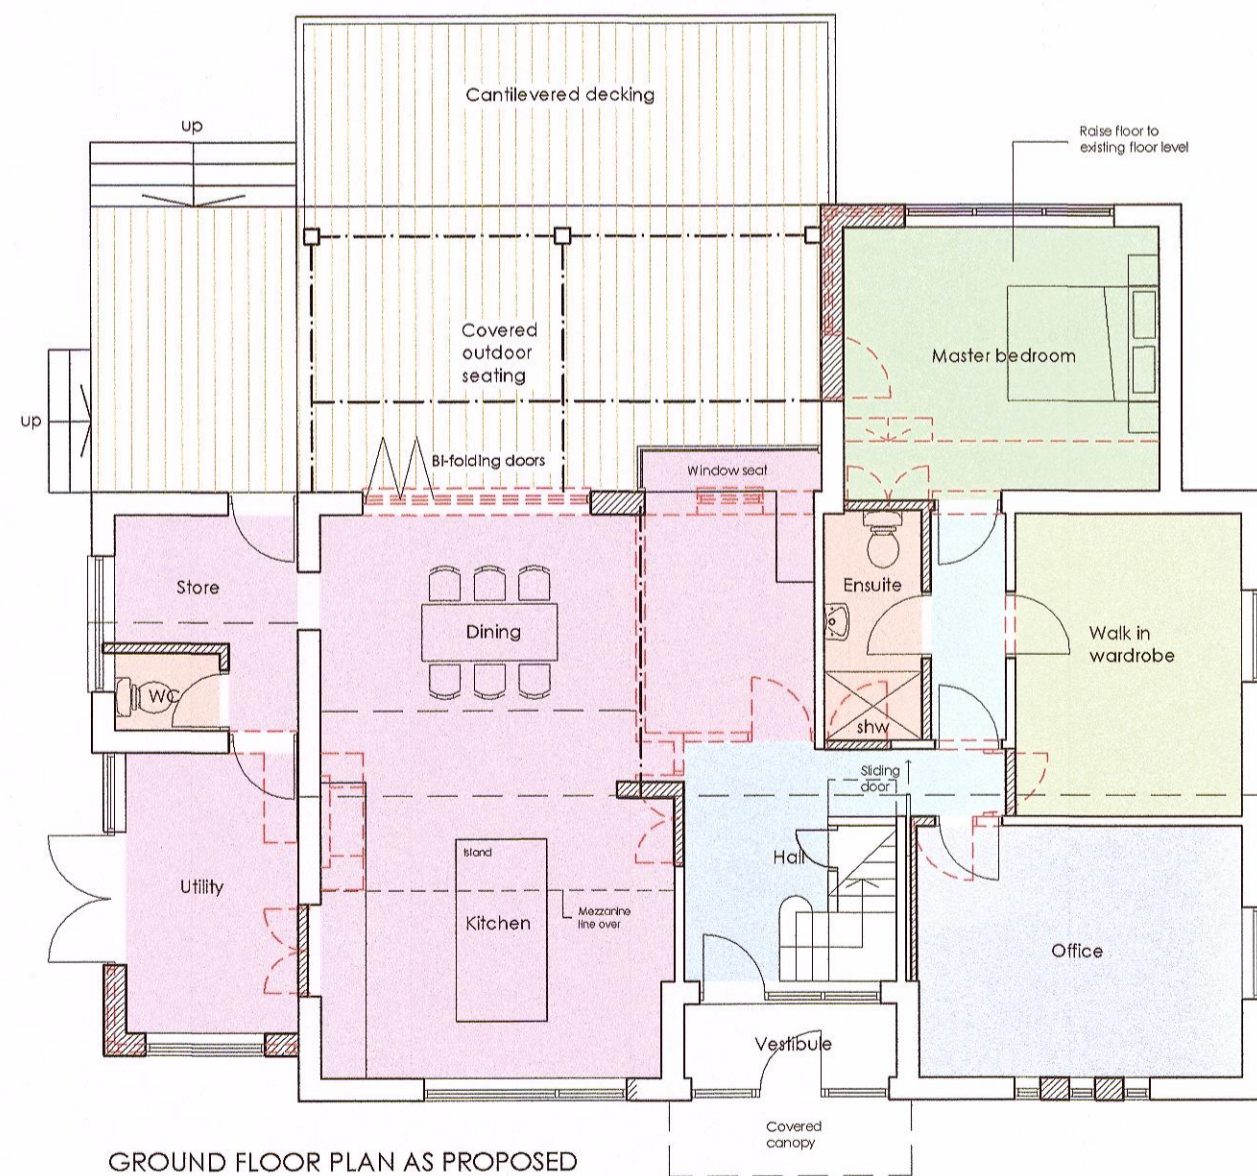 Cantilevered decking
up
Raise floor to
existing floor level
Covered
outdoor
seating
Master bedroom
up
Bi-folding doors
Window seat
Store
Dining
Ensuite
Walk in
wardrobe
WC
shw
Sliding
door
Island
Hall
Utility
Kitchen
Mezzanine
line over
Office
Vestibule
Covered
canopy
GROUND FLOOR PLAN AS PROPOSED